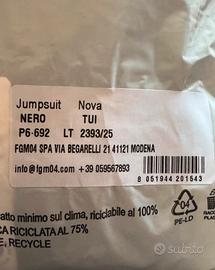 Jumpsuit Nova
NERO TUI
P6-692 LT 2393/25
FGM04 SPA VIA BEGARELLI 21 41121 MODENA
info@fgm04.com +39 059567893
8 051944 201543
04
PE-LD
atto minimo sul clima, riciclabile al 100%
ICA RICICLATA AL 75%
E, RECYCLE
subito